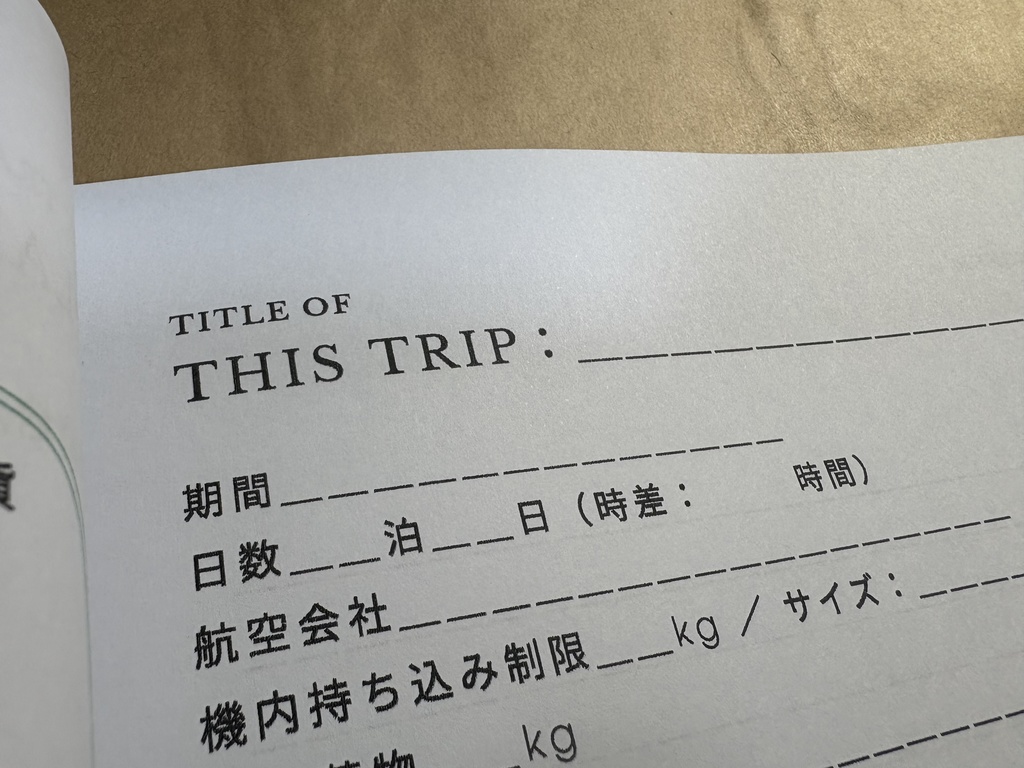 TITLE OF
THIS TRIP：
期間
日数 泊 日（時差： 時間）
航空会社
機内持ち込み制限 kg / サイズ：
kg